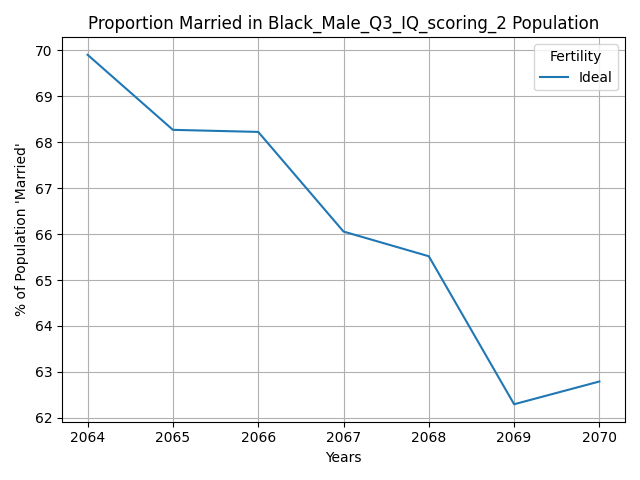 Proportion Married in Black_Male_Q3_IQ_scoring_2 Population
Fertility
Ideal
% of Population 'Married'
70
69
68
67
66
65
64
63
62
2064 2065 2066 2067 2068 2069 2070
Years